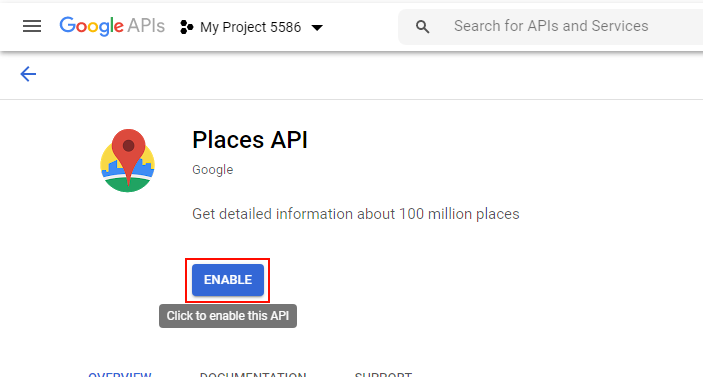 Google APIs My Project 5586 Search for APIs and Services
Places API
Google
Get detailed information about 100 million places
ENABLE
Click to enable this API
OVERVIEW DOCUMENTATION SUPPORT